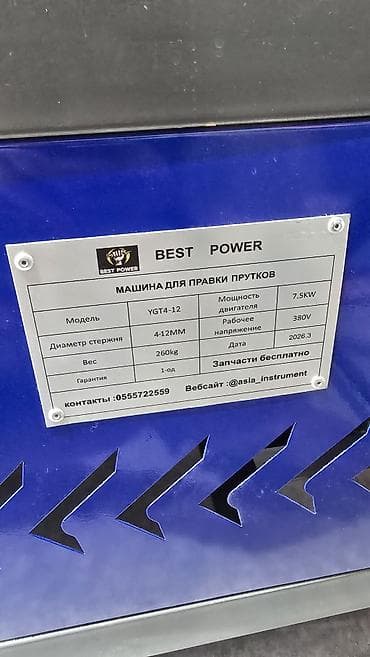 BEST POWER
BEST POWER
МАШИНА ДЛЯ ПРАВКИ ПРУТКОВ
Модель YGT4-12 Мощность двигателя 7.5KW
Диаметр стержня 4-12MM Рабочее напряжение 380V
Вес 260kg Дата 2026.3
Гарантия 1-од Запчасти бесплатно
контакты :0555722559 Вебсайт :@asia_instrument